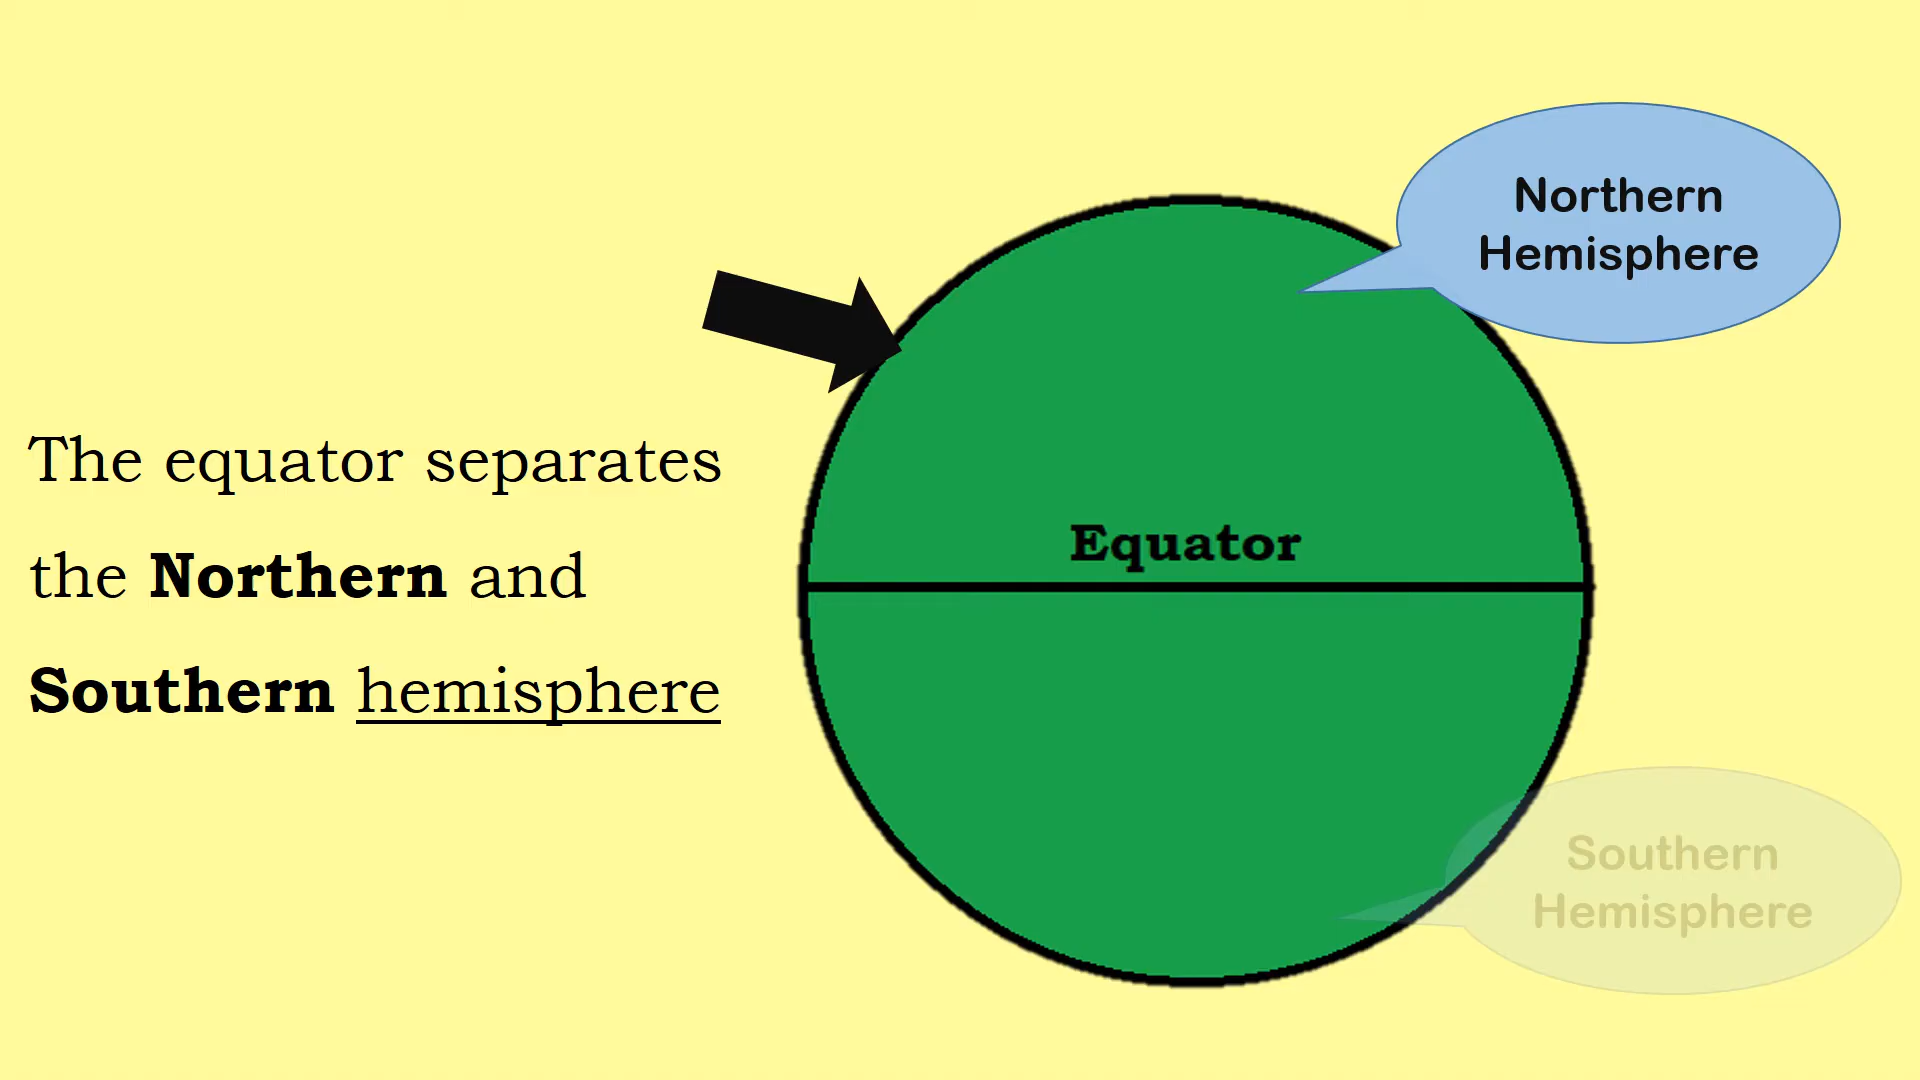 The equator separates
the Northern and
Southern hemisphere
Northern
Hemisphere
Equator
Southern
Hemisphere